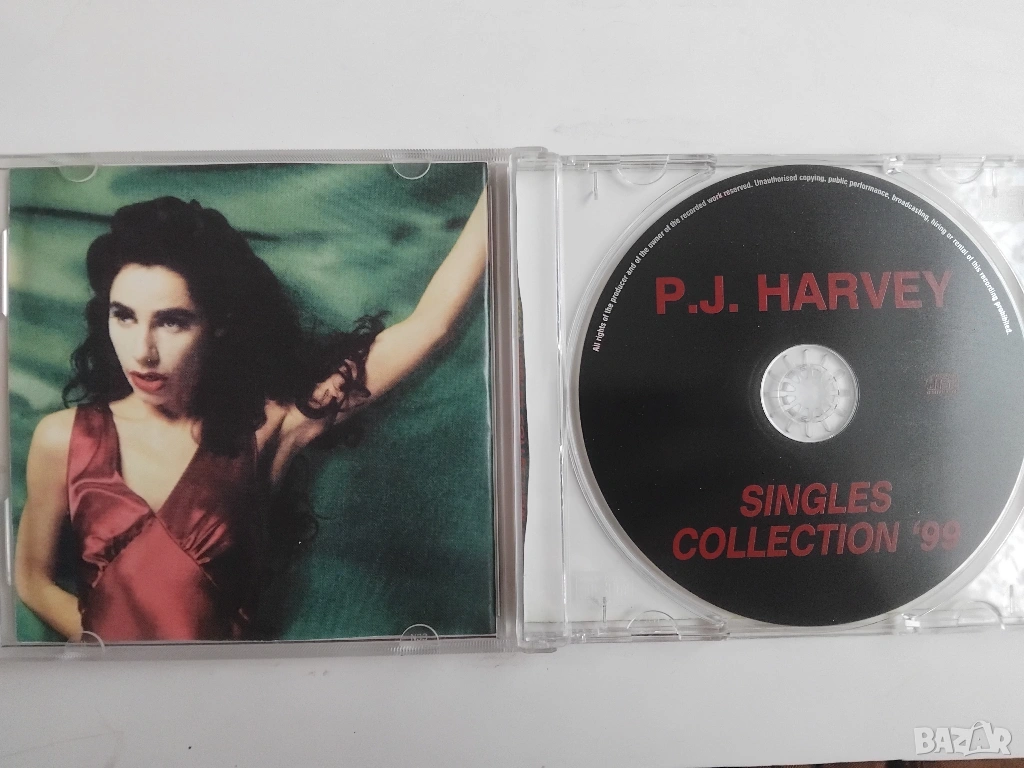 All rights of the producer and of the owner of the recorded work reserved. Unauthorised copying, public performance, broadcasting, hiring or rental of this recording prohibited.
P.J. HARVEY
SINGLES
COLLECTION '99
BAZAR